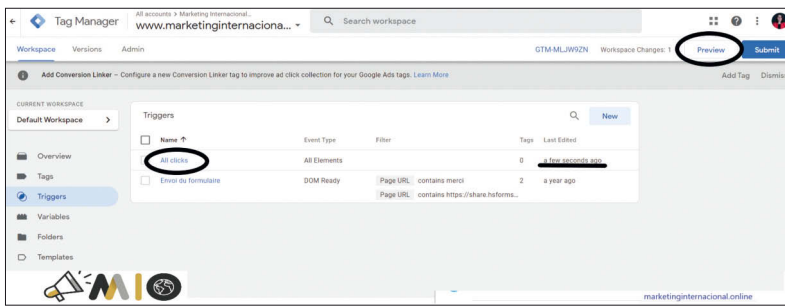 All accounts > Marketing Internacional...
Tag Manager
www.marketinginternaciona...
Search workspace
Workspace Versions Admin
GTM-MLJW9ZN Workspace Changes: 1 Preview Submit
Add Conversion Linker – Configure a new Conversion Linker tag to improve ad click collection for your Google Ads tags. Learn More
Add Tag Dismiss
CURRENT WORKSPACE
Default Workspace
Overview
Tags
Triggers
Variables
Folders
Templates
Triggers
New
Name Event Type Filter Tags Last Edited
All clicks All Elements 0 a few seconds ago
Envoi du formulaire DOM Ready Page URL contains merci 2 a year ago
Page URL contains https://share.hsforms...
MIO
marketinginternacional.online